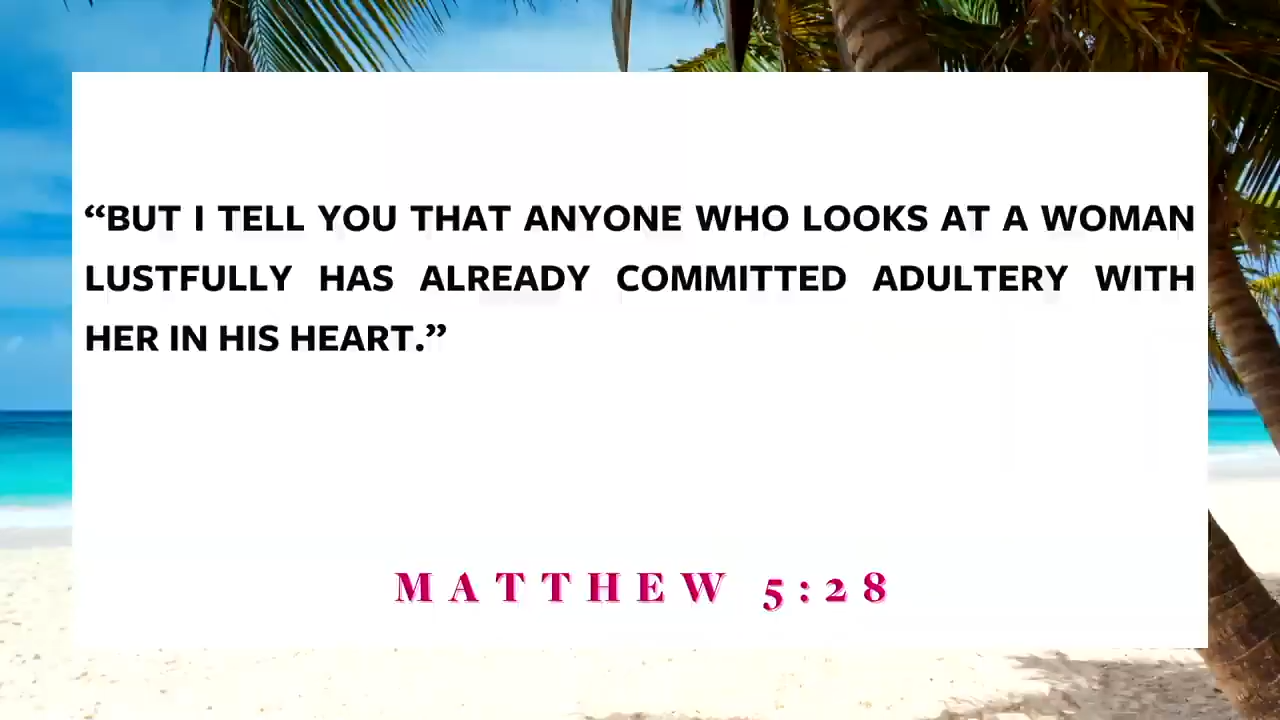 “BUT I TELL YOU THAT ANYONE WHO LOOKS AT A WOMAN
LUSTFULLY HAS ALREADY COMMITTED ADULTERY WITH
HER IN HIS HEART.”
MATTHEW 5:28